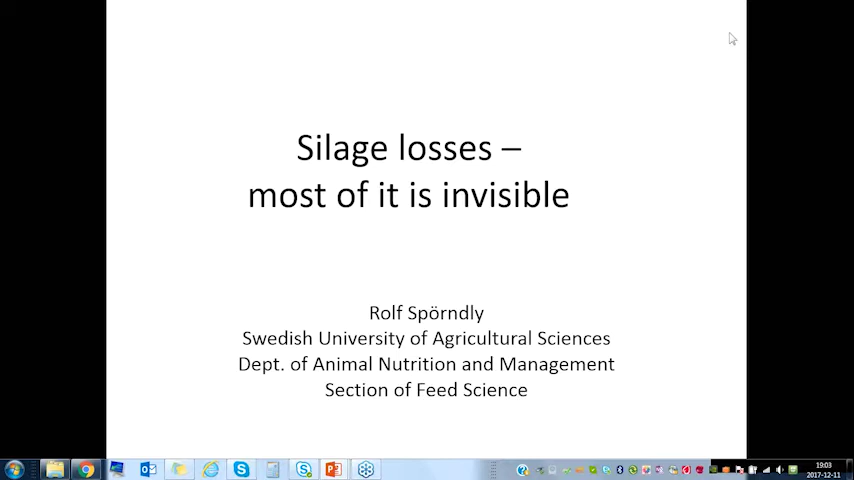 Silage losses –
most of it is invisible
Rolf Spörndly
Swedish University of Agricultural Sciences
Dept. of Animal Nutrition and Management
Section of Feed Science
19:03
2017-12-11